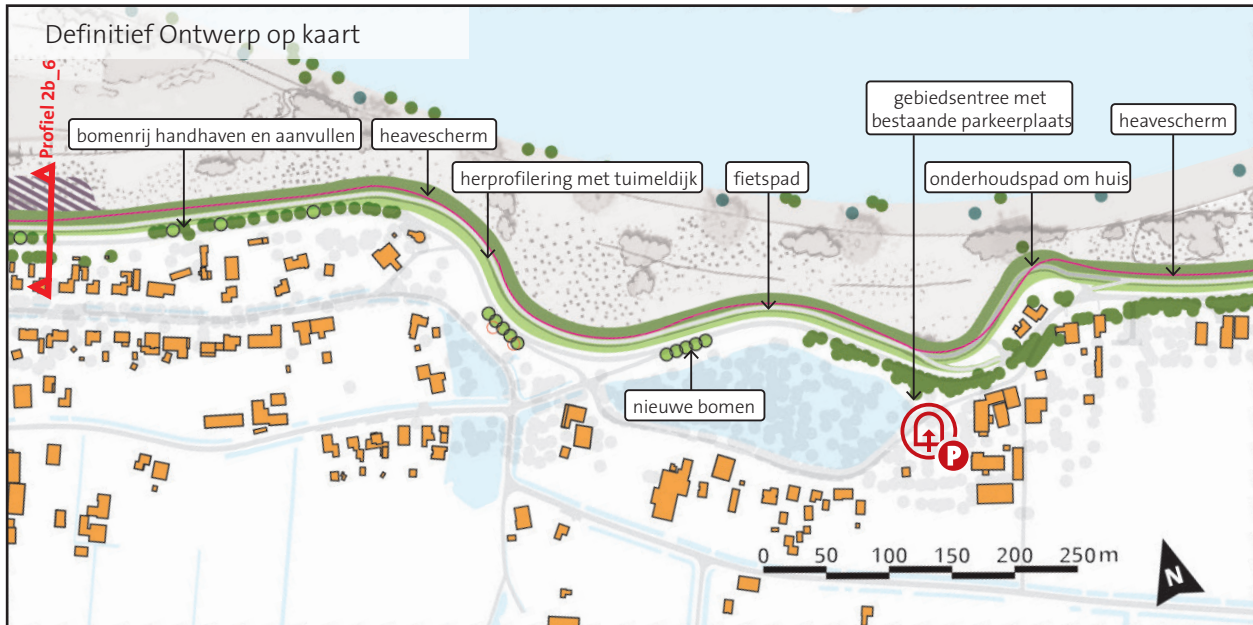 Definitief Ontwerp op kaart
Profiel 2b_6
bomenrij handhaven en aanvullen
heavescherm
herprofilering met tuimeldijk
fietspad
gebiedsentree met
bestaande parkeerplaats
onderhoudspad om huis
heavescherm
nieuwe bomen
P
0 50 100 150 200 250 m
N